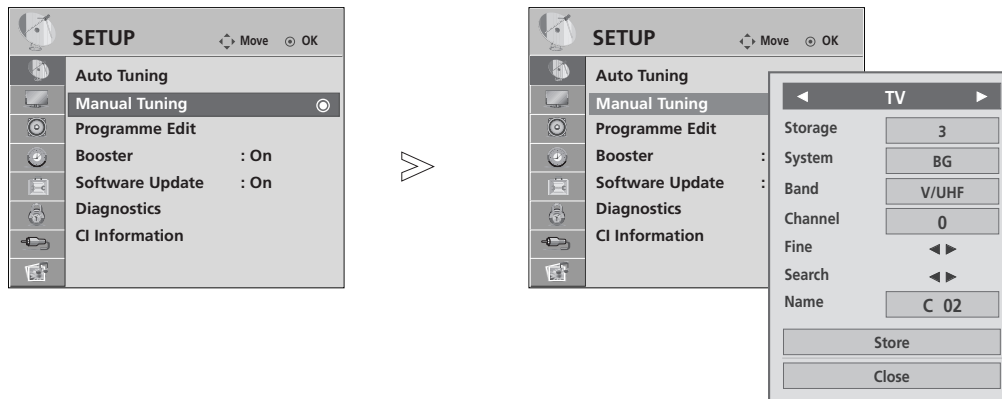 SETUP Move OK
Auto Tuning
Manual Tuning
Programme Edit
Booster : On
Software Update : On
Diagnostics
CI Information
SETUP Move OK
Auto Tuning
Manual Tuning
Programme Edit
Booster :
Software Update :
Diagnostics
CI Information
◄ TV ►
Storage 3
System BG
Band V/UHF
Channel 0
Fine ◄ ►
Search ◄ ►
Name C 02
Store
Close